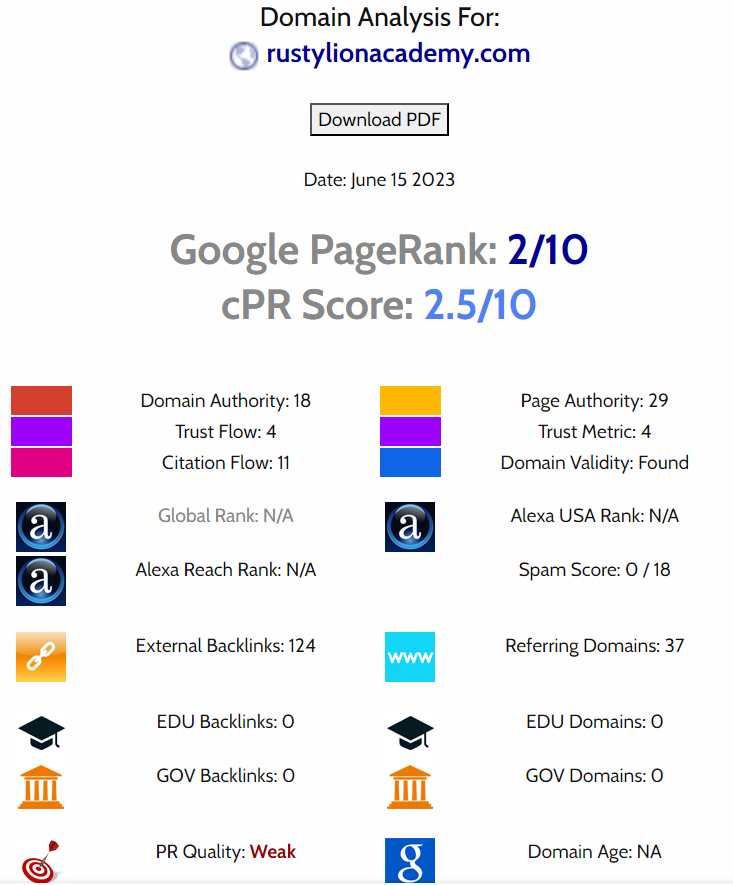 Domain Analysis For:
rustylionacademy.com
Download PDF
Date: June 15 2023
Google PageRank: 2/10
cPR Score: 2.5/10
Domain Authority: 18
Page Authority: 29
Trust Flow: 4
Trust Metric: 4
Citation Flow: 11
Domain Validity: Found
a
Global Rank: N/A
a
Alexa USA Rank: N/A
a
Alexa Reach Rank: N/A
Spam Score: 0 / 18
External Backlinks: 124
www
Referring Domains: 37
EDU Backlinks: 0
EDU Domains: 0
GOV Backlinks: 0
GOV Domains: 0
PR Quality: Weak
g
Domain Age: NA